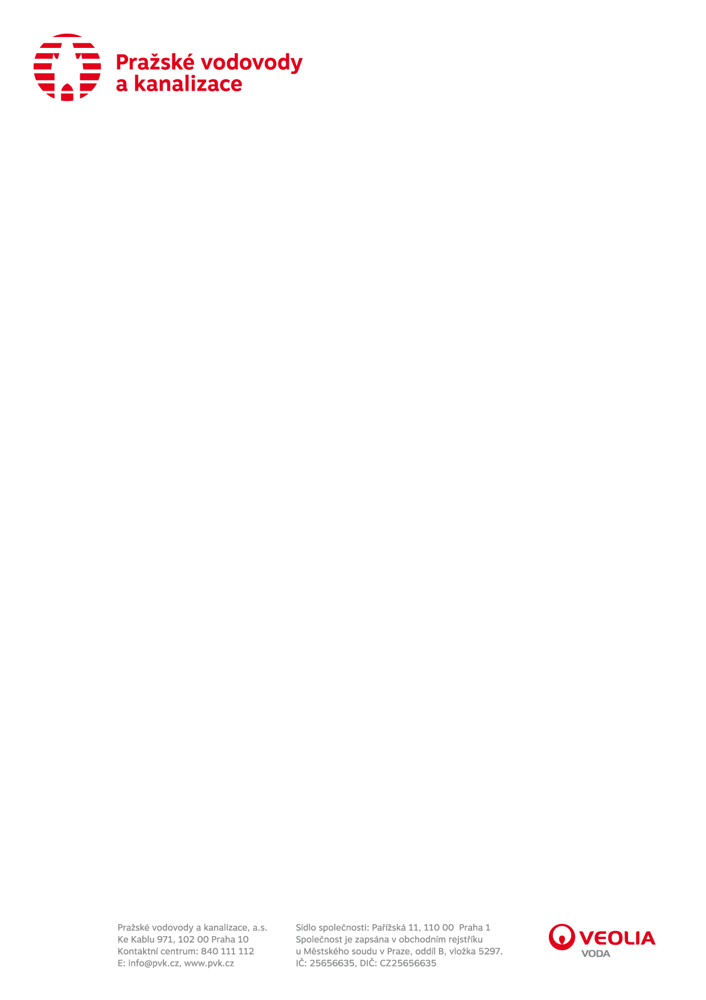 Pražské vodovody
a kanalizace
Pražské vodovody a kanalizace, a.s.
Ke Kablu 971, 102 00 Praha 10
Kontaktní centrum: 840 111 112
E: info@pvk.cz, www.pvk.cz
Sídlo společnosti: Pařížská 11, 110 00 Praha 1
Společnost je zapsána v obchodním rejstříku
u Městského soudu v Praze, oddíl B, vložka 5297.
IČ: 25656635, DIČ: CZ25656635
VEOLIA
VODA